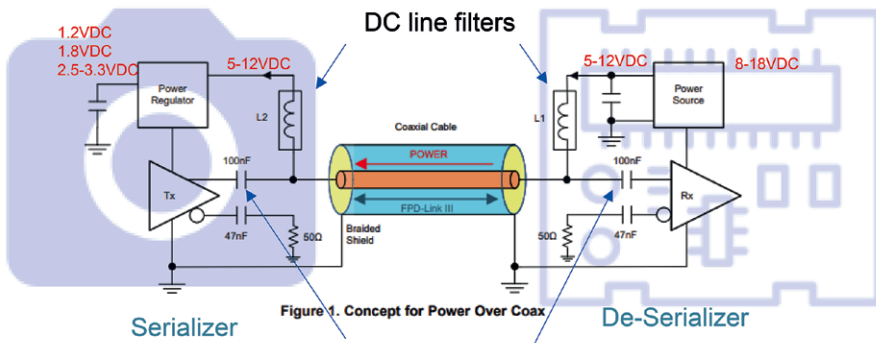 DC line filters
1.2VDC
1.8VDC
2.5-3.3VDC
5-12VDC
5-12VDC
8-18VDC
Power
Regulator
L2
Coaxial Cable
L1
Power
Source
100nF
POWER
100nF
Tx
FPD-Link III
Rx
47nF
50Ω
Braided
Shield
50Ω
47nF
Figure 1. Concept for Power Over Coax
Serializer
De-Serializer